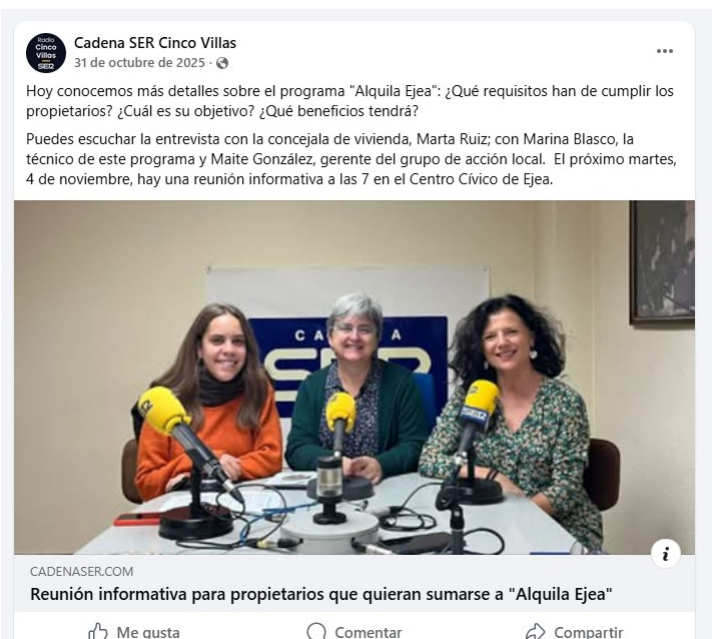 Radio
Cinco
Villas
SER
Cadena SER Cinco Villas
31 de octubre de 2025 ·
Hoy conocemos más detalles sobre el programa "Alquila Ejea": ¿Qué requisitos han de cumplir los
propietarios? ¿Cuál es su objetivo? ¿Qué beneficios tendrá?
Puedes escuchar la entrevista con la concejala de vivienda, Marta Ruiz; con Marina Blasco, la
técnico de este programa y Maite González, gerente del grupo de acción local. El próximo martes,
4 de noviembre, hay una reunión informativa a las 7 en el Centro Cívico de Ejea.
CADENA
SER
SER
SER
CADENASER.COM
Reunión informativa para propietarios que quieran sumarse a "Alquila Ejea"
Me gusta
Comentar
Compartir